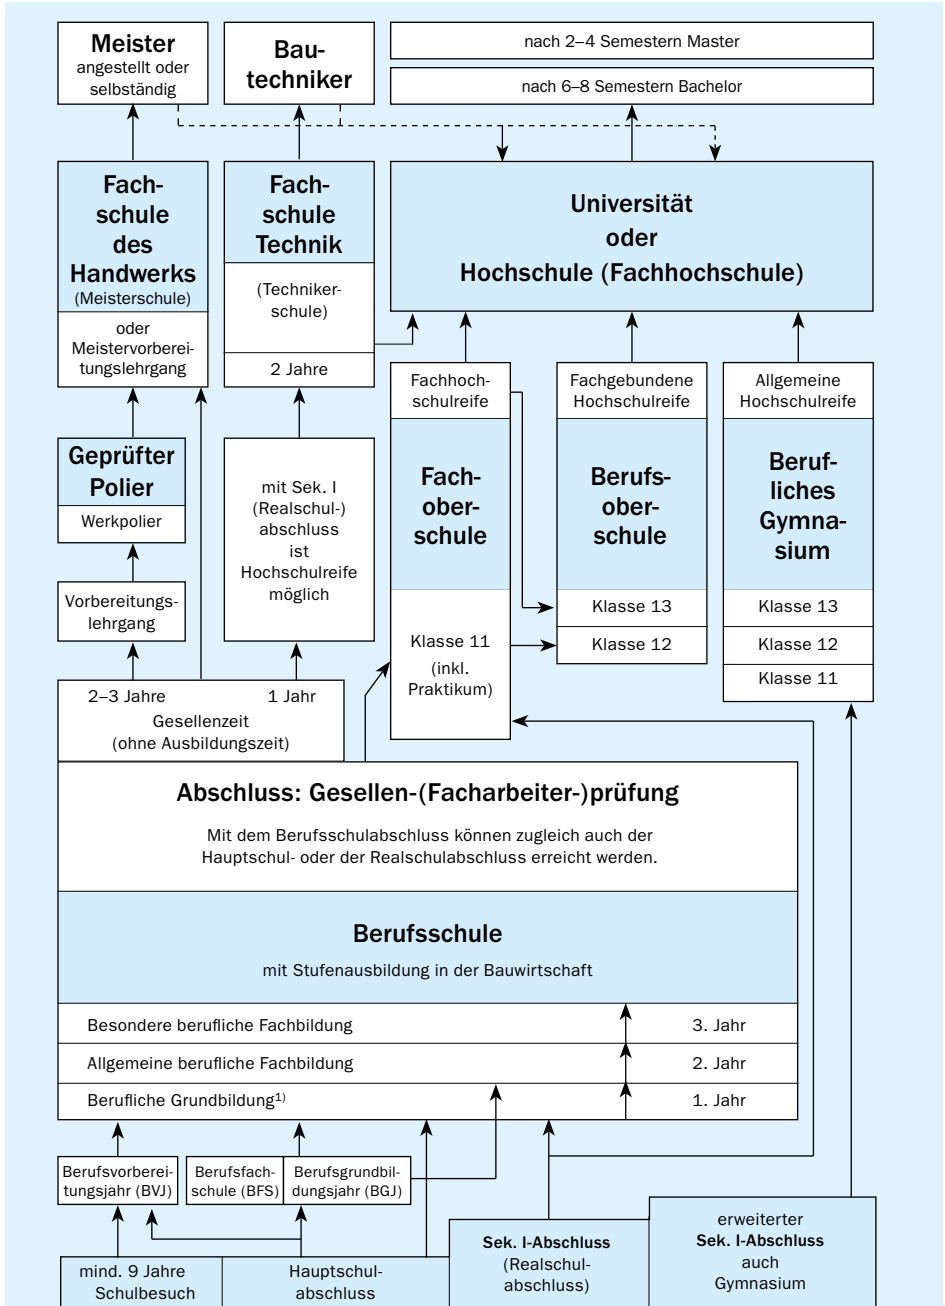 Meister
angestellt oder
selbständig
Bau-
techniker
nach 2–4 Semestern Master
nach 6–8 Semestern Bachelor
Fach-
schule
des
Handwerks
(Meisterschule)
oder
Meistervorberei-
tungslehrgang
Fach-
schule
Technik
(Techniker-
schule)
2 Jahre
Universität
oder
Hochschule (Fachhochschule)
Geprüfter
Polier
Werkpolier
Vorbereitungs-
lehrgang
mit Sek. I
(Realschul-)
abschluss
ist
Hochschulreife
möglich
Fachhoch-
schulreife
Fach-
ober-
schule
Klasse 11
(inkl.
Praktikum)
Fachgebundene
Hochschulreife
Berufs-
ober-
schule
Klasse 13
Klasse 12
Allgemeine
Hochschulreife
Beruf-
liches
Gymna-
sium
Klasse 13
Klasse 12
Klasse 11
2–3 Jahre 1 Jahr
Gesellenzeit
(ohne Ausbildungszeit)
Abschluss: Gesellen-(Facharbeiter-)prüfung
Mit dem Berufsschulabschluss können zugleich auch der
Hauptschul- oder der Realschulabschluss erreicht werden.
Berufsschule
mit Stufenausbildung in der Bauwirtschaft
Besondere berufliche Fachbildung 3. Jahr
Allgemeine berufliche Fachbildung 2. Jahr
Berufliche Grundbildung1) 1. Jahr
Berufsvorberei-
tungsjahr (BVJ)
Berufsfach-
schule (BFS)
Berufsgrundbil-
dungsjahr (BGJ)
mind. 9 Jahre
Schulbesuch
Hauptschul-
abschluss
Sek. I-Abschluss
(Realschul-
abschluss)
erweiterter
Sek. I-Abschluss
auch
Gymnasium